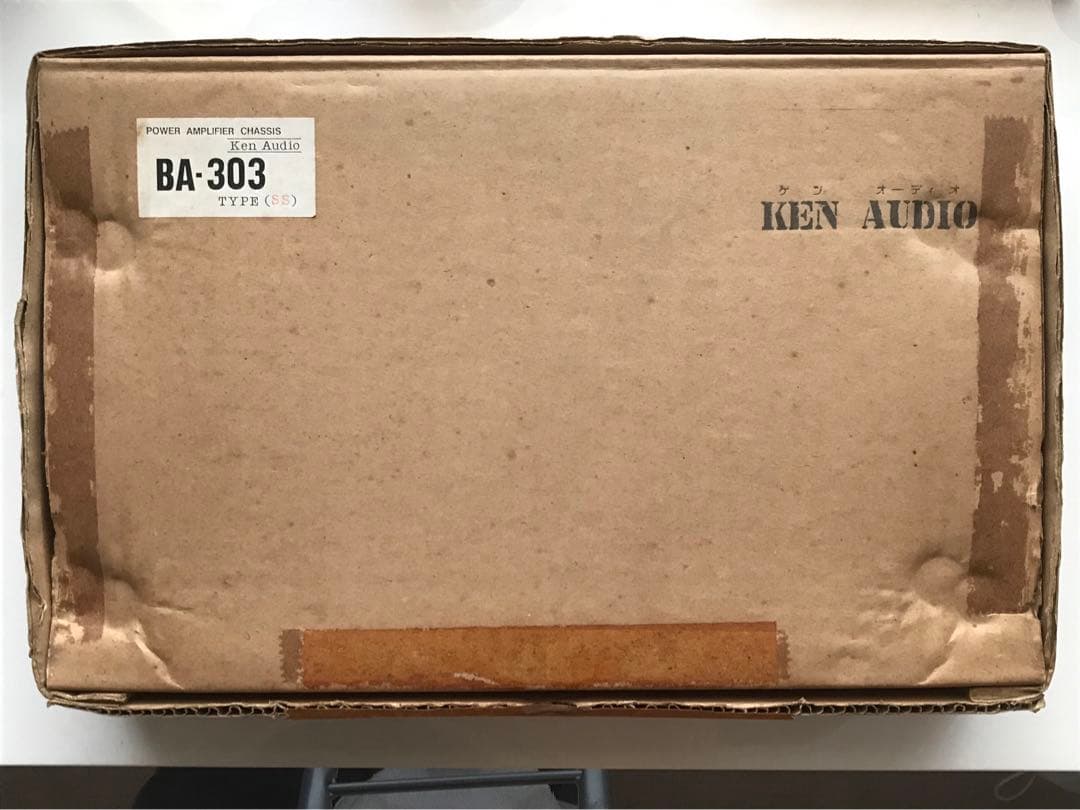 POWER AMPLIFIER CHASSIS
Ken Audio
BA-303
TYPE (SS)
ケン オーディオ
KEN AUDIO